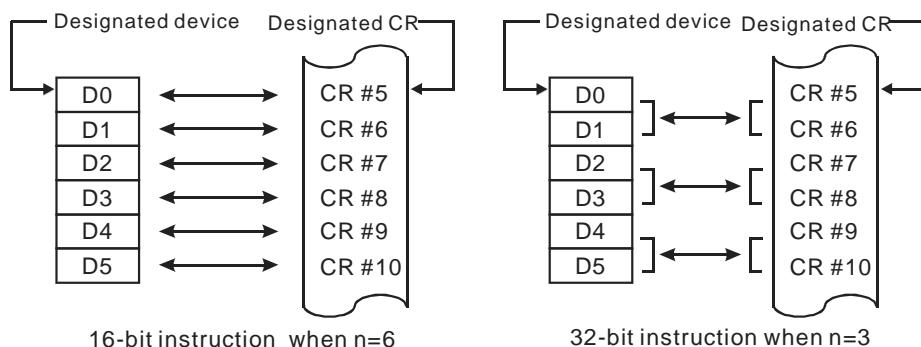 Designated device Designated CR
D0 CR #5
D1 CR #6
D2 CR #7
D3 CR #8
D4 CR #9
D5 CR #10
16-bit instruction when n=6
Designated device Designated CR
D0 CR #5
D1 CR #6
D2 CR #7
D3 CR #8
D4 CR #9
D5 CR #10
32-bit instruction when n=3